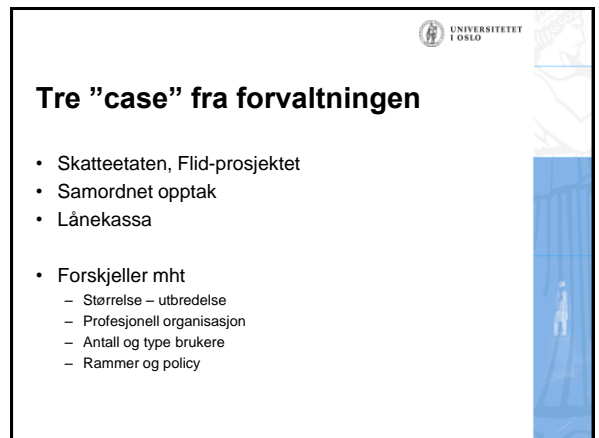 UNIVERSITETET
I OSLO
Tre ”case” fra forvaltningen
• Skatteetaten, Flid-prosjektet
• Samordnet opptak
• Lånekassa
• Forskjeller mht
– Størrelse – utbredelse
– Profesjonell organisasjon
– Antall og type brukere
– Rammer og policy